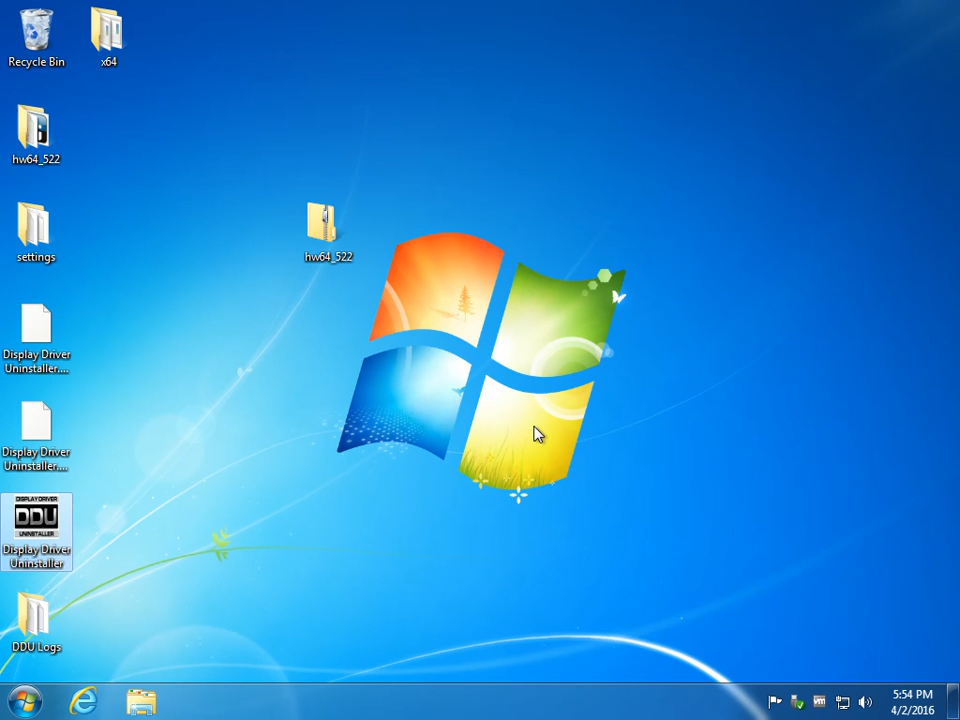 Recycle Bin
x64
hw64_522
settings
hw64_522
Display Driver
Uninstaller....
Display Driver
Uninstaller....
DISPLAY DRIVER
DDU
UNINSTALLER
Display Driver
Uninstaller
DDU Logs
5:54 PM
4/2/2016